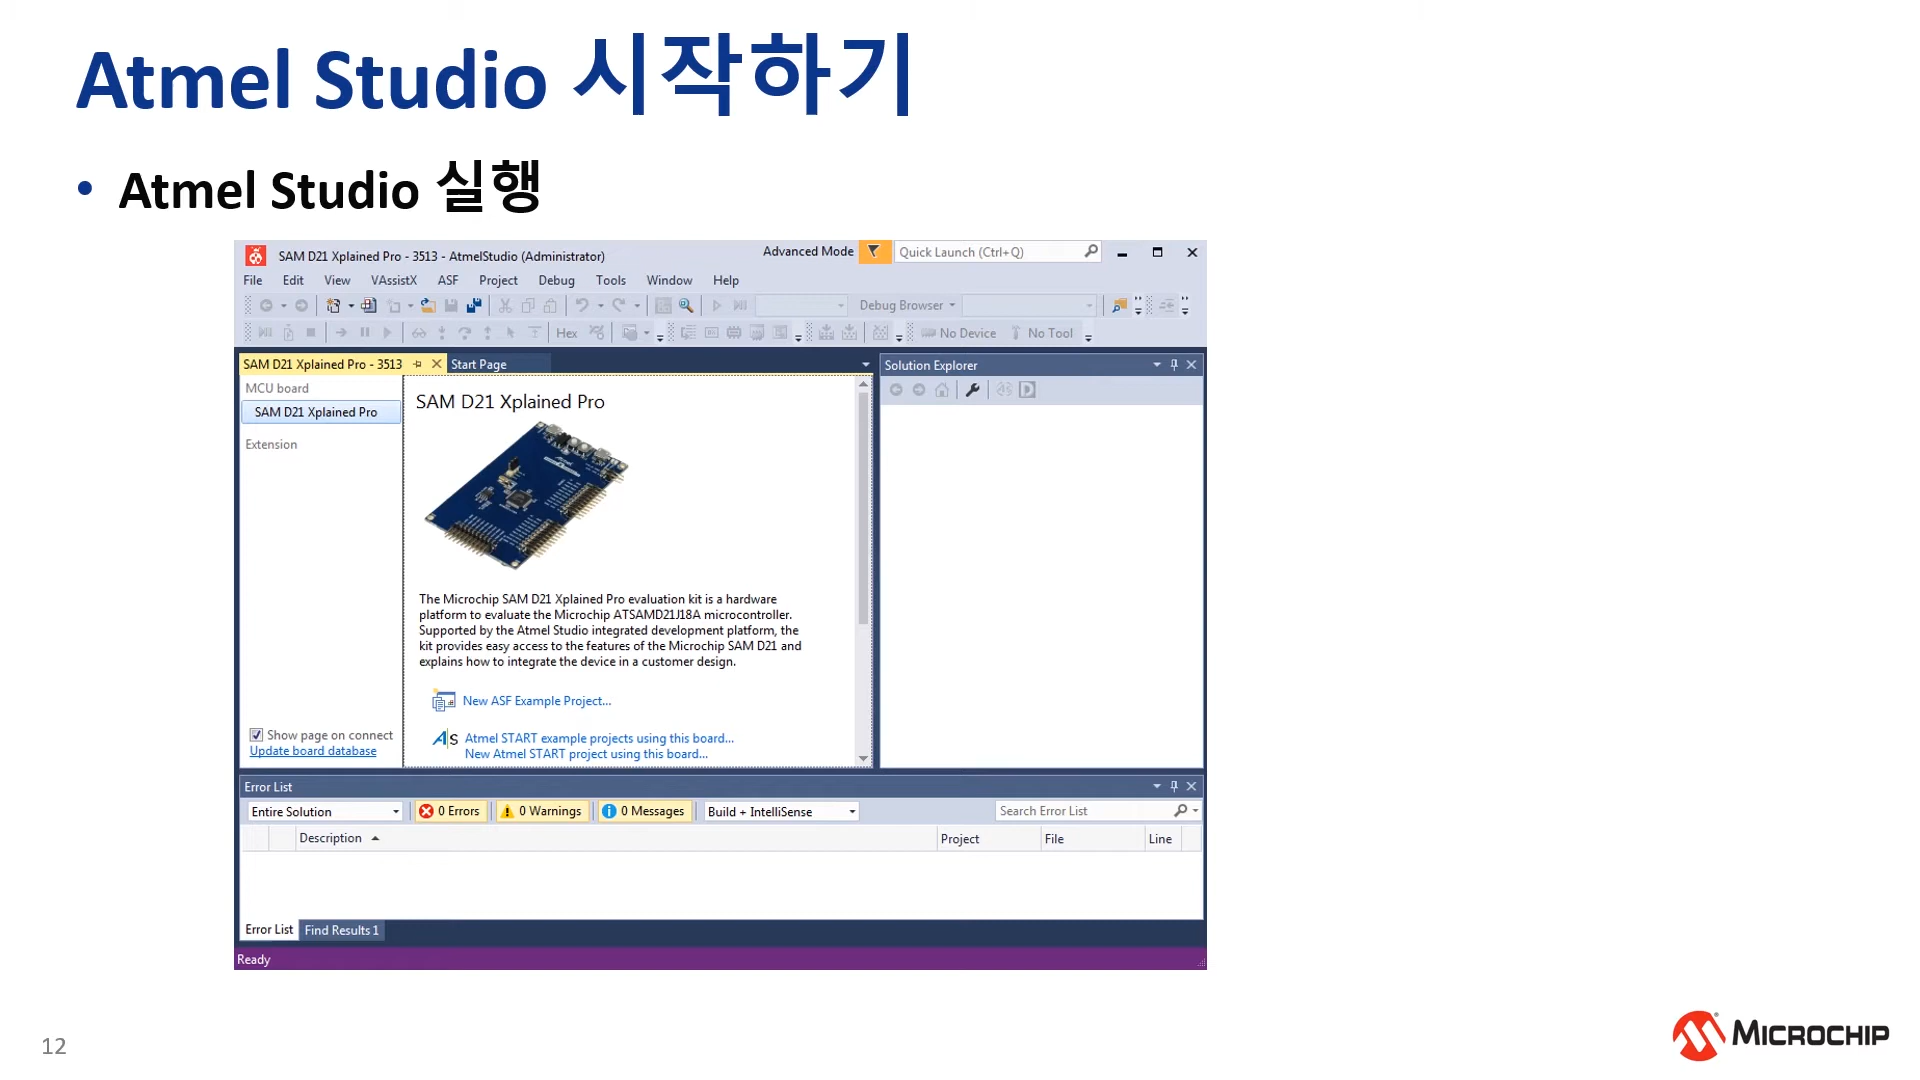 Atmel Studio 시작하기
• Atmel Studio 실행
SAM D21 Xplained Pro - 3513 - AtmelStudio (Administrator)
Advanced Mode
Quick Launch (Ctrl+Q)
File Edit View VAssistX ASF Project Debug Tools Window Help
Debug Browser
Hex
No Device No Tool
SAM D21 Xplained Pro - 3513
Start Page
MCU board
SAM D21 Xplained Pro
Extension
Show page on connect
Update board database
SAM D21 Xplained Pro
The Microchip SAM D21 Xplained Pro evaluation kit is a hardware
platform to evaluate the Microchip ATSAMD21J18A microcontroller.
Supported by the Atmel Studio integrated development platform, the
kit provides easy access to the features of the Microchip SAM D21 and
explains how to integrate the device in a customer design.
New ASF Example Project...
Atmel START example projects using this board...
New Atmel START project using this board...
Solution Explorer
Error List
Entire Solution 0 Errors 0 Warnings 0 Messages Build + IntelliSense Search Error List
Description Project File Line
Error List Find Results 1
Ready
12
MICROCHIP